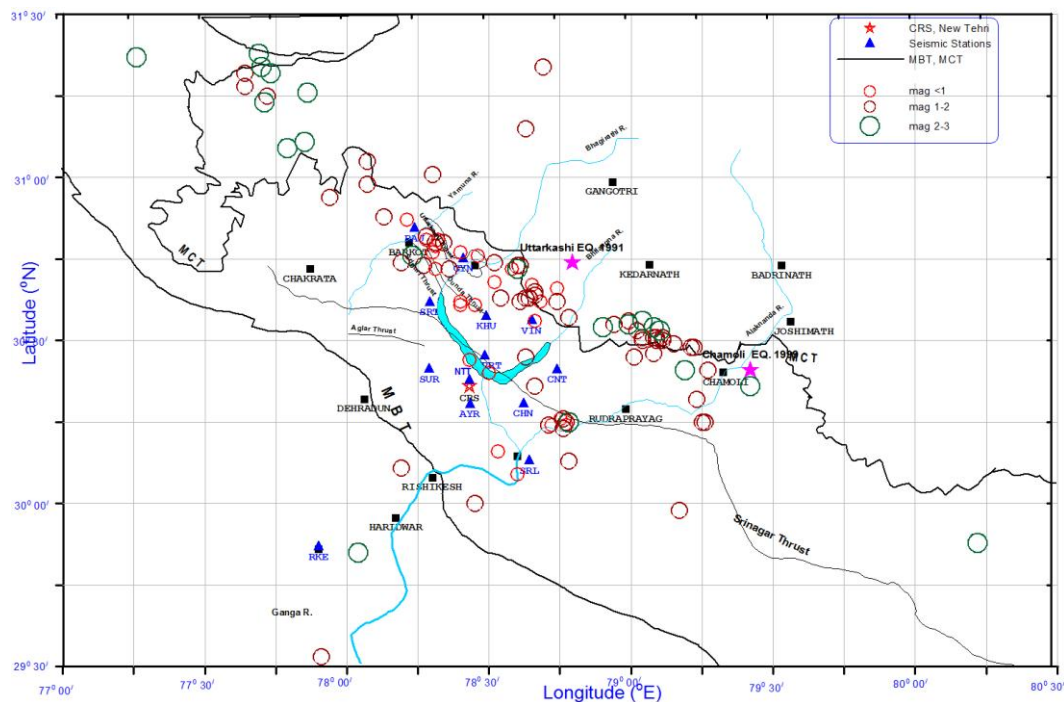 31° 30'
31° 00'
30° 30'
30° 00'
29° 30'
Latitude (°N)
CRS, New Tehri
Seismic Stations
MBT, MCT
mag <1
mag 1-2
mag 2-3
Bhagirathi R.
GANGOTRI
Yamuna R.
MCT
BARKOT
Uttarkashi EQ. 1991
Bhilangna R.
CHAKRATA
GYN
KEDARNATH
BADRINATH
SRT
KHU
VIN
Alaknanda R.
JOSHIMATH
Aglar Thrust
Chamoli EQ. 1999
MCT
SUR
NTT
CNT
CHAMOLI
CRS
DEHRADUN
MBT
AYR
CHN
RUDRAPRAYAG
SRL
RISHIKESH
HARIDWAR
Srinagar Thrust
RKE
Ganga R.
77° 00'
77° 30'
78° 00'
78° 30'
79° 00'
79° 30'
80° 00'
80° 30'
Longitude (°E)